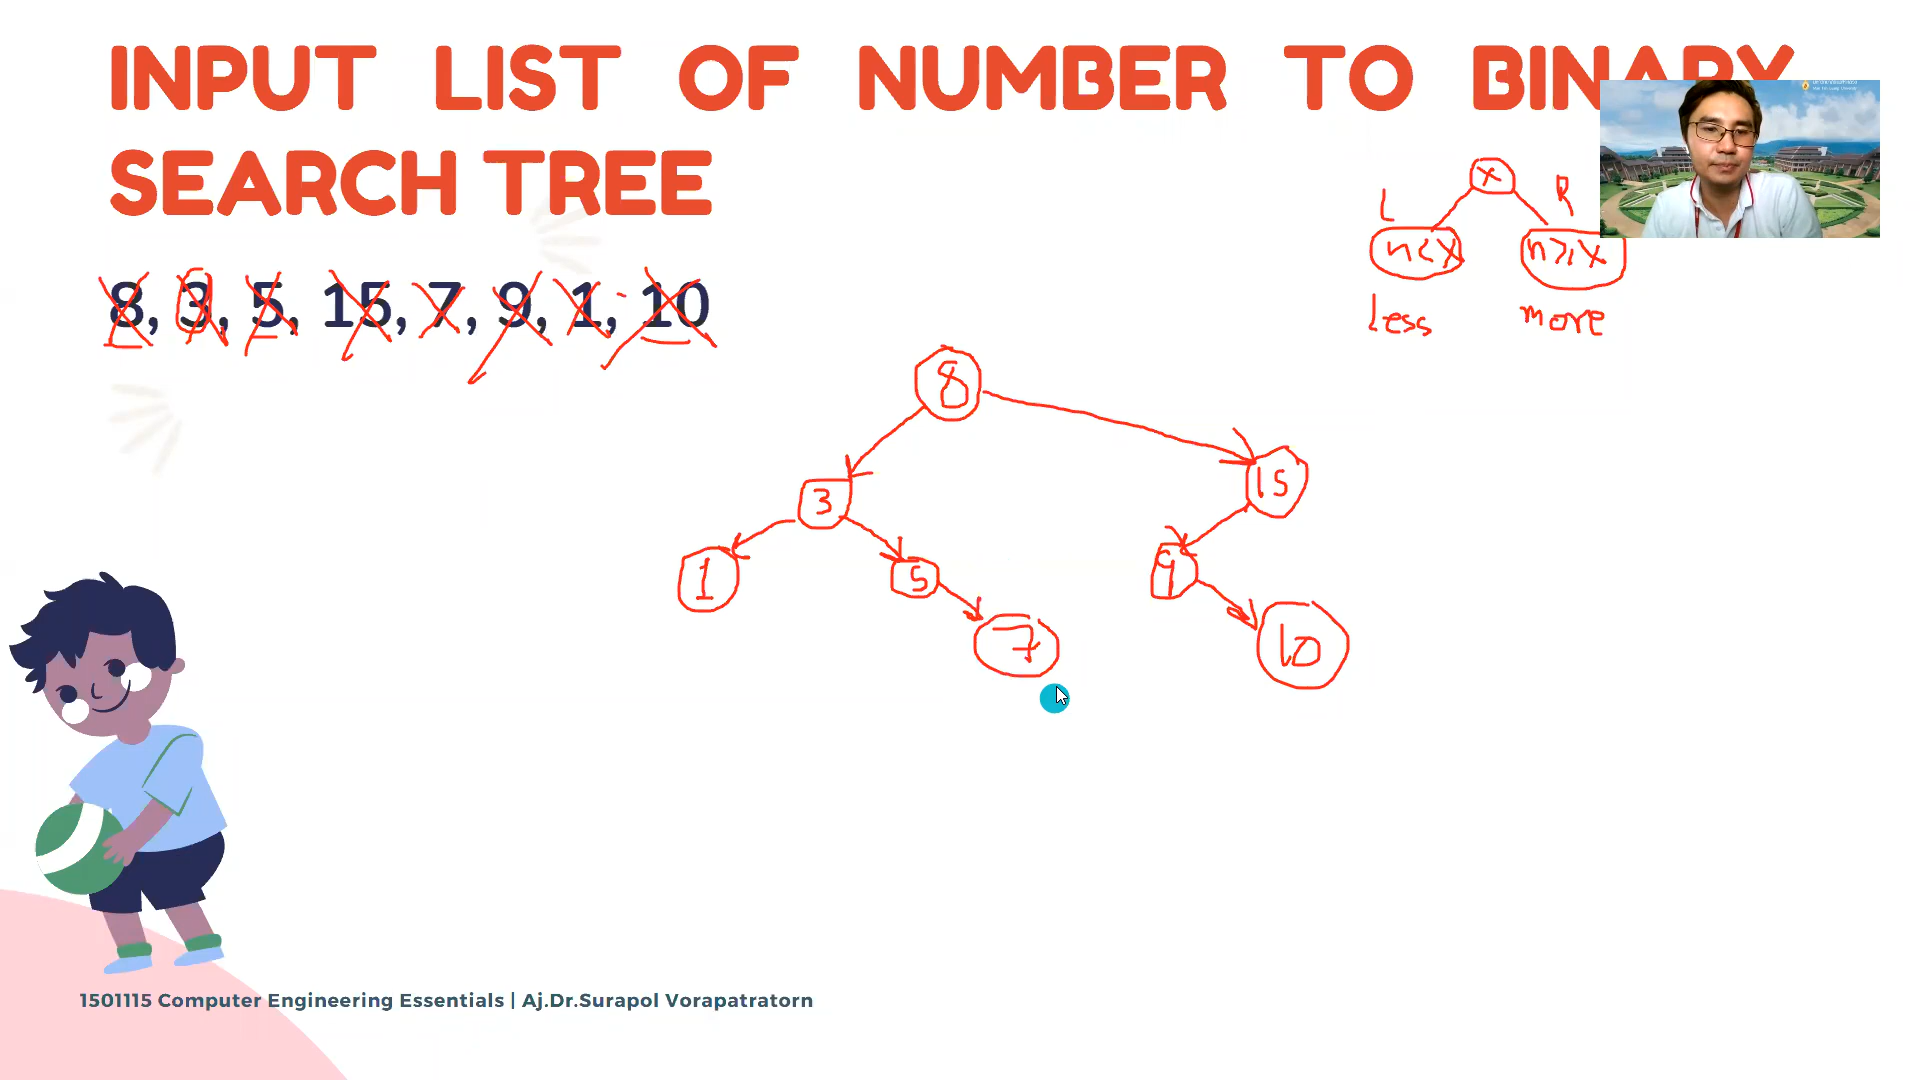 INPUT LIST OF NUMBER TO BINARY
SEARCH TREE
8, 3, 5, 15, 7, 9, 1, 10
x
L R
n<x n>,x
Less more
8
3 15
1 5 9
7 10
1501115 Computer Engineering Essentials | Aj.Dr.Surapol Vorapatratorn